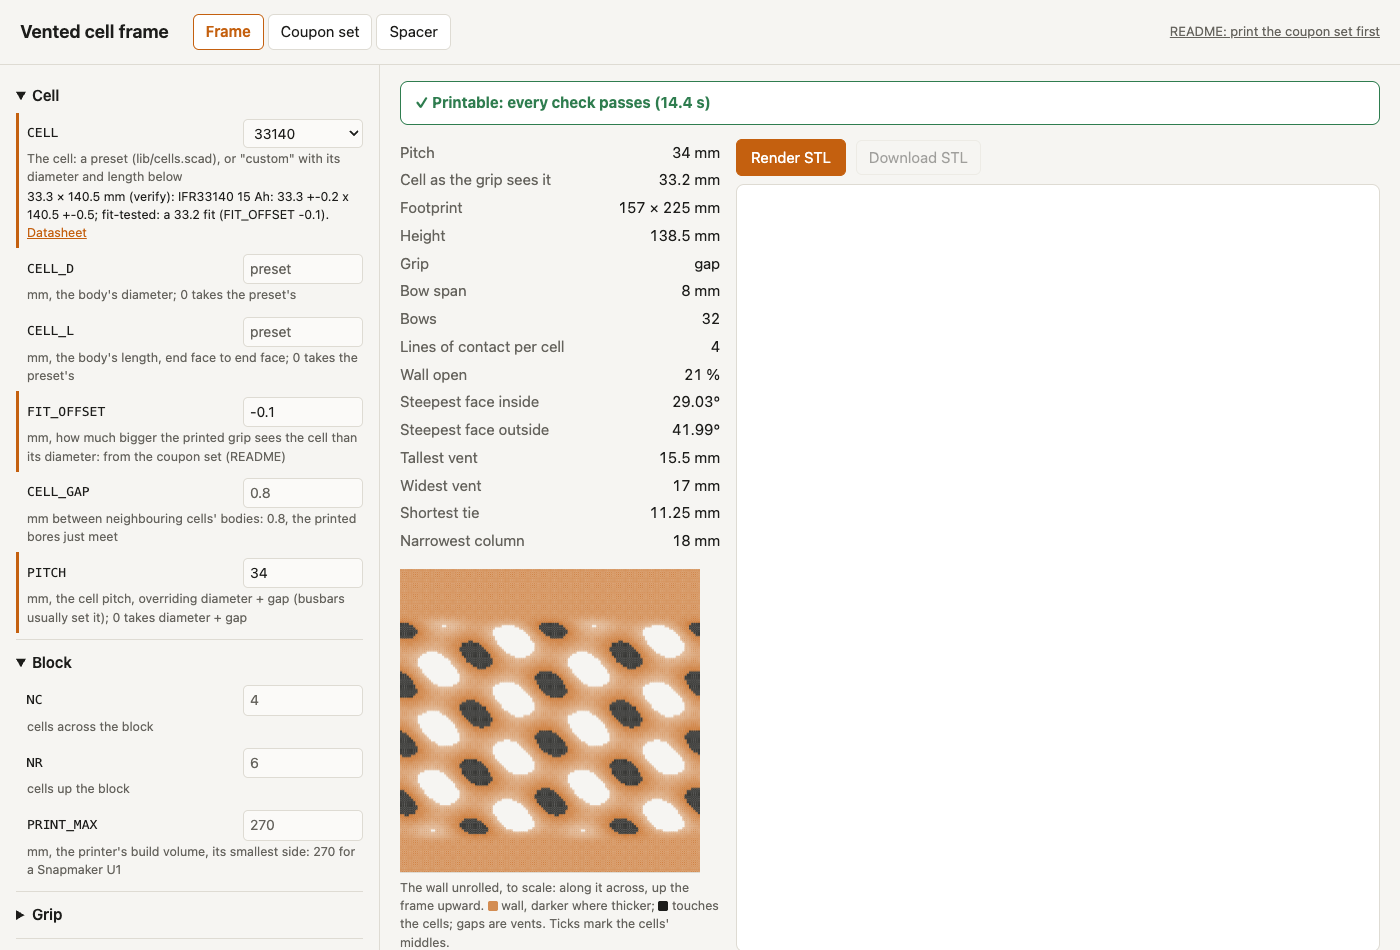 Vented cell frame
Frame
Coupon set
Spacer
README: print the coupon set first
▼ Cell
CELL
33140
The cell: a preset (lib/cells.scad), or "custom" with its
diameter and length below
33.3 × 140.5 mm (verify): IFR33140 15 Ah: 33.3 +-0.2 x
140.5 +-0.5; fit-tested: a 33.2 fit (FIT_OFFSET -0.1).
Datasheet
CELL_D
preset
mm, the body's diameter; 0 takes the preset's
CELL_L
preset
mm, the body's length, end face to end face; 0 takes the
preset's
FIT_OFFSET
-0.1
mm, how much bigger the printed grip sees the cell than
its diameter: from the coupon set (README)
CELL_GAP
0.8
mm between neighbouring cells' bodies: 0.8, the printed
bores just meet
PITCH
34
mm, the cell pitch, overriding diameter + gap (busbars
usually set it); 0 takes diameter + gap
▼ Block
NC
4
cells across the block
NR
6
cells up the block
PRINT_MAX
270
mm, the printer's build volume, its smallest side: 270 for
a Snapmaker U1
▶ Grip
✓ Printable: every check passes (14.4 s)
Pitch 34 mm
Cell as the grip sees it 33.2 mm
Footprint 157 × 225 mm
Height 138.5 mm
Grip gap
Bow span 8 mm
Bows 32
Lines of contact per cell 4
Wall open 21 %
Steepest face inside 29.03°
Steepest face outside 41.99°
Tallest vent 15.5 mm
Widest vent 17 mm
Shortest tie 11.25 mm
Narrowest column 18 mm
The wall unrolled, to scale: along it across, up the
frame upward. wall, darker where thicker; touches
the cells; gaps are vents. Ticks mark the cells'
middles.
Render STL
Download STL